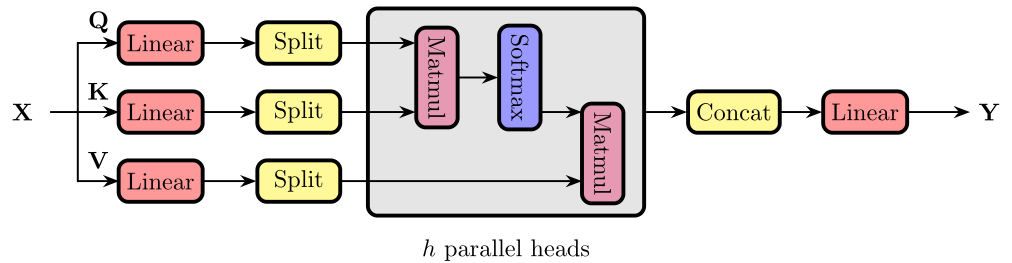 Q
Linear
Split
K
Linear
Split
V
Linear
Split
X
Matmul
Softmax
Matmul
Concat
Linear
Y
h parallel heads